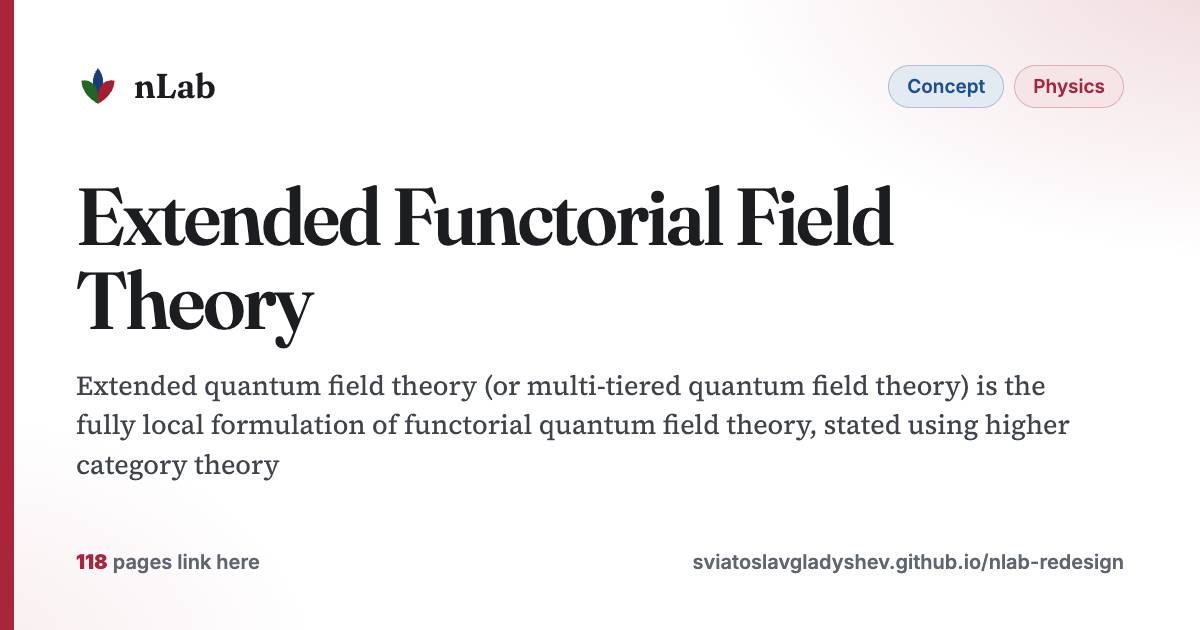 nLab
Concept
Physics
Extended Functorial Field
Theory
Extended quantum field theory (or multi-tiered quantum field theory) is the
fully local formulation of functorial quantum field theory, stated using higher
category theory
118 pages link here
sviatoslavgladyshev.github.io/nlab-redesign